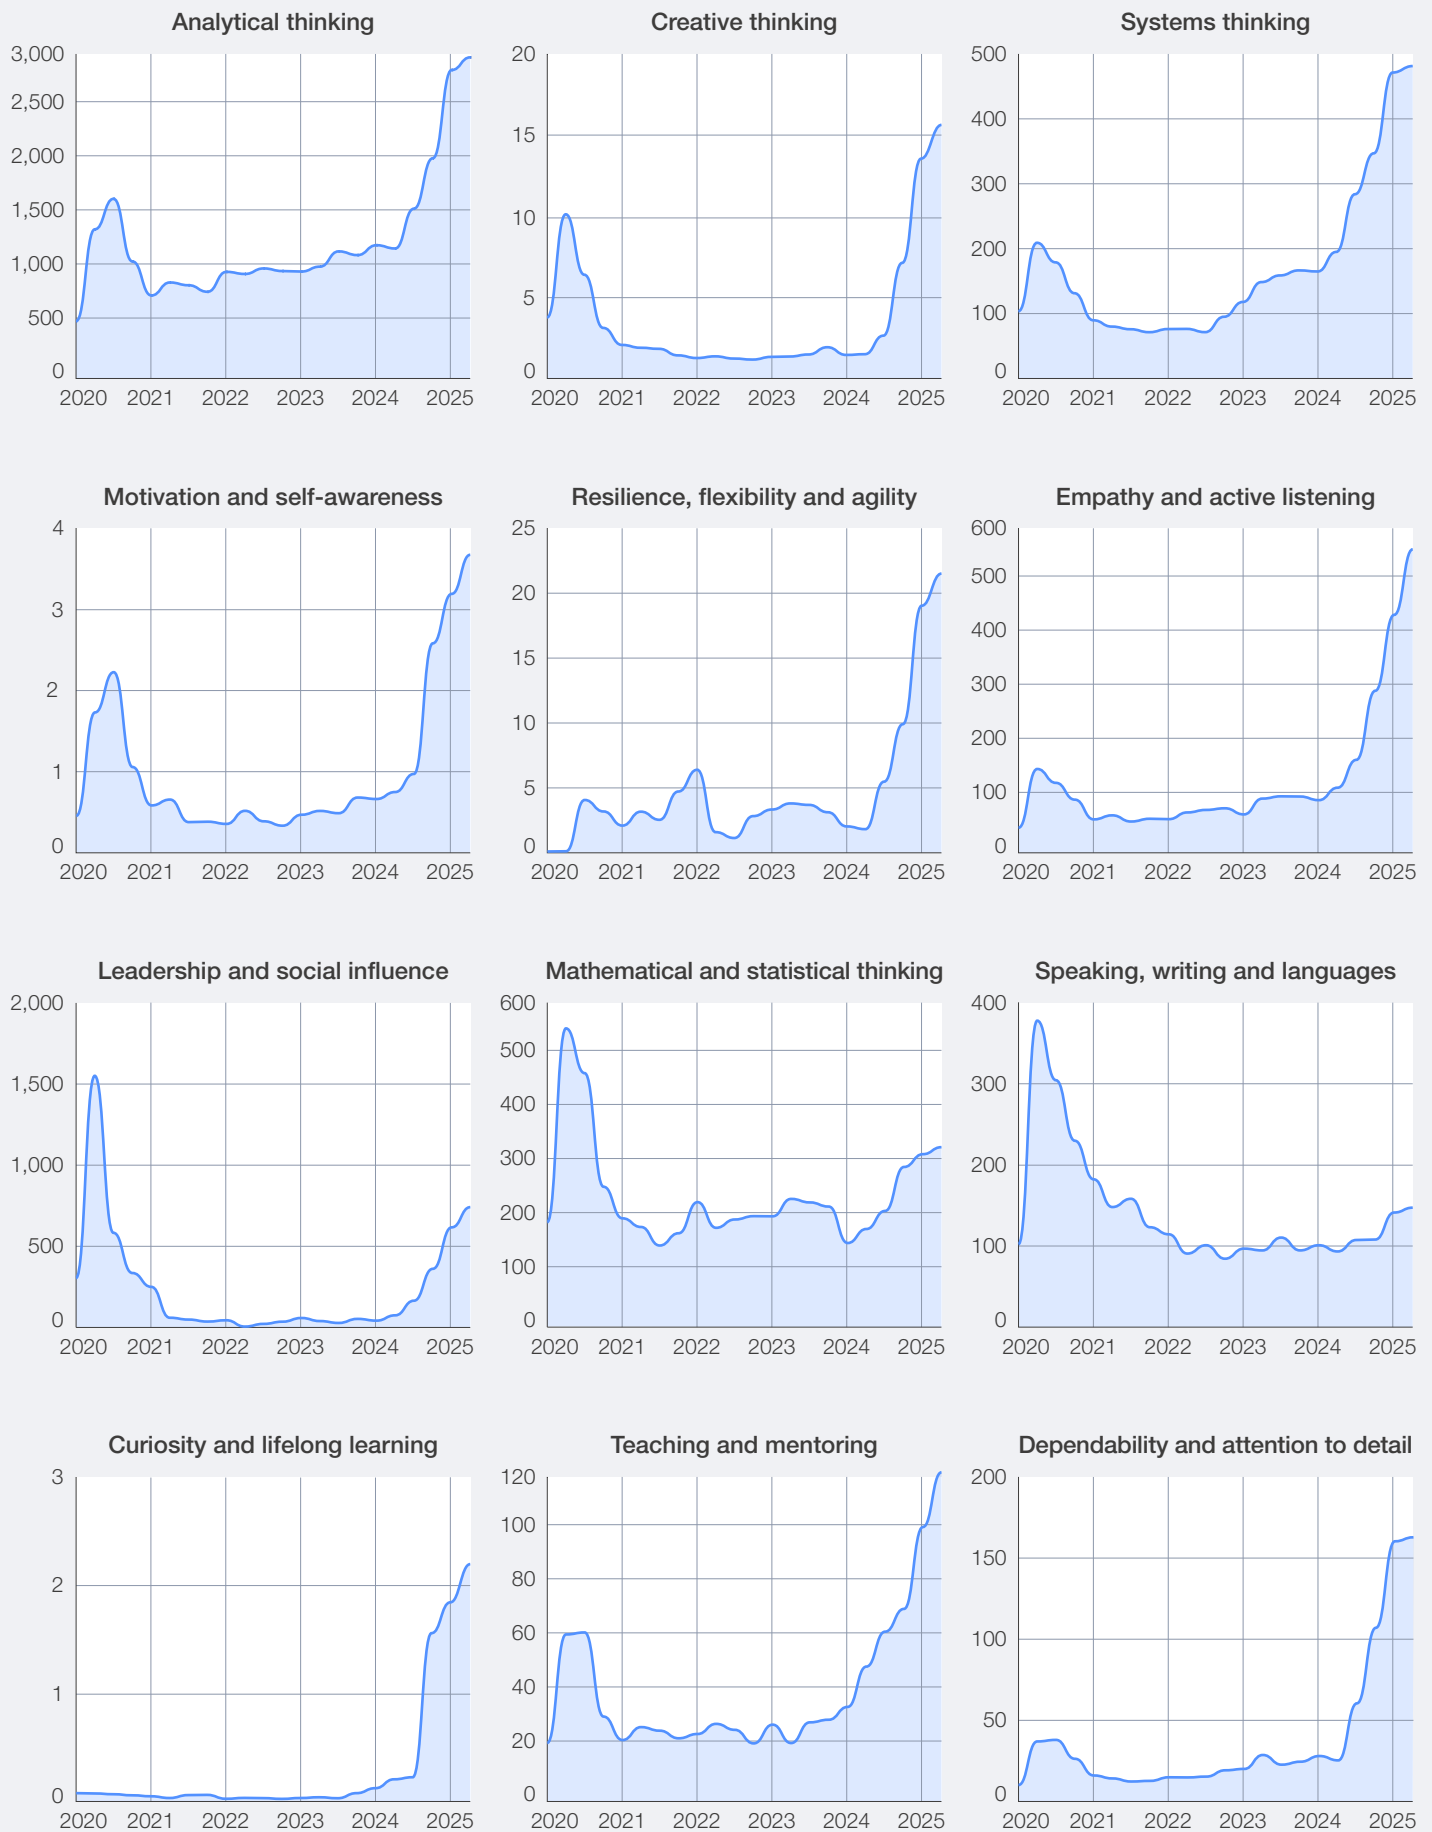 Analytical thinking
3,000
2,500
2,000
1,500
1,000
500
0
2020 2021 2022 2023 2024 2025
Creative thinking
20
15
10
5
0
2020 2021 2022 2023 2024 2025
Systems thinking
500
400
300
200
100
0
2020 2021 2022 2023 2024 2025
Motivation and self-awareness
4
3
2
1
0
2020 2021 2022 2023 2024 2025
Resilience, flexibility and agility
25
20
15
10
5
0
2020 2021 2022 2023 2024 2025
Empathy and active listening
600
500
400
300
200
100
0
2020 2021 2022 2023 2024 2025
Leadership and social influence
2,000
1,500
1,000
500
0
2020 2021 2022 2023 2024 2025
Mathematical and statistical thinking
600
500
400
300
200
100
0
2020 2021 2022 2023 2024 2025
Speaking, writing and languages
400
300
200
100
0
2020 2021 2022 2023 2024 2025
Curiosity and lifelong learning
3
2
1
0
2020 2021 2022 2023 2024 2025
Teaching and mentoring
120
100
80
60
40
20
0
2020 2021 2022 2023 2024 2025
Dependability and attention to detail
200
150
100
50
0
2020 2021 2022 2023 2024 2025